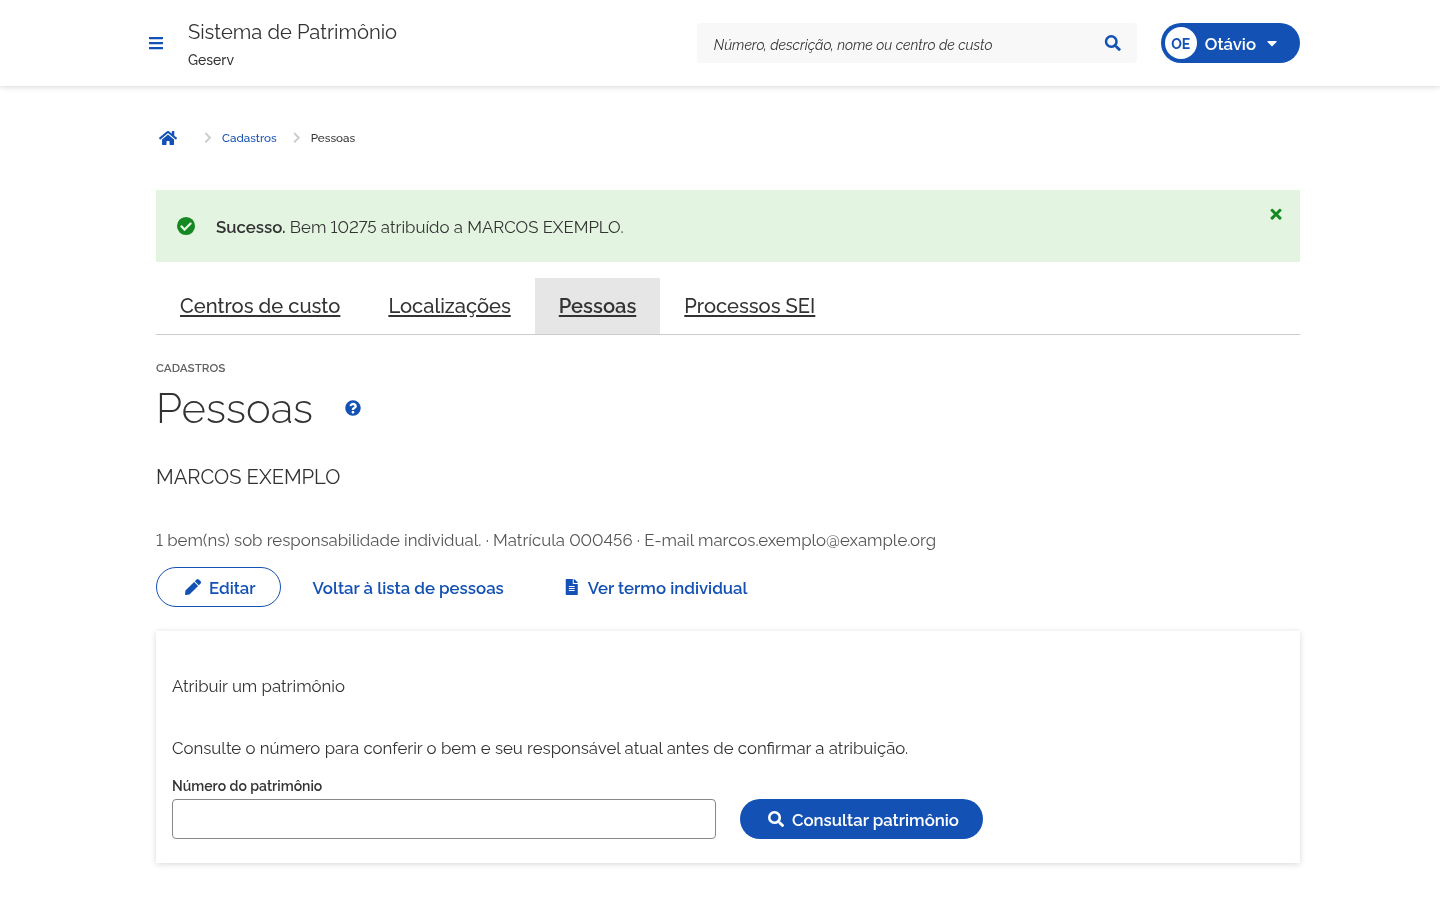 Sistema de Patrimônio
Geserv
Número, descrição, nome ou centro de custo
OE Otávio
Cadastros Pessoas
Sucesso. Bem 10275 atribuído a MARCOS EXEMPLO.
Centros de custo Localizações Pessoas Processos SEI
CADASTROS
Pessoas
MARCOS EXEMPLO
1 bem(ns) sob responsabilidade individual. · Matrícula 000456 · E-mail marcos.exemplo@example.org
Editar Voltar à lista de pessoas Ver termo individual
Atribuir um patrimônio
Consulte o número para conferir o bem e seu responsável atual antes de confirmar a atribuição.
Número do patrimônio
Consultar patrimônio